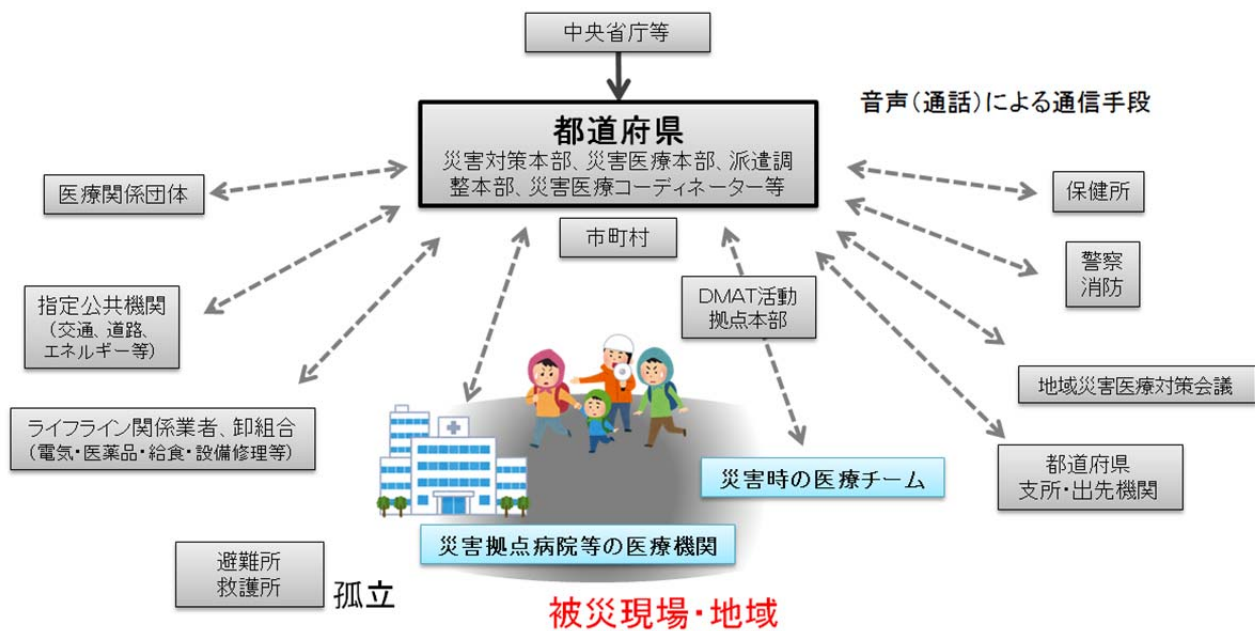 中央省庁等
音声(通話)による通信手段
都道府県
災害対策本部、災害医療本部、派遣調
整本部、災害医療コーディネーター等
医療関係団体
保健所
市町村
警察
消防
指定公共機関
(交通、道路、
エネルギー等)
DMAT活動
拠点本部
地域災害医療対策会議
ライフライン関係業者、卸組合
(電気・医薬品・給食・設備修理等)
都道府県
支所・出先機関
災害時の医療チーム
災害拠点病院等の医療機関
避難所
救護所
孤立
被災現場・地域